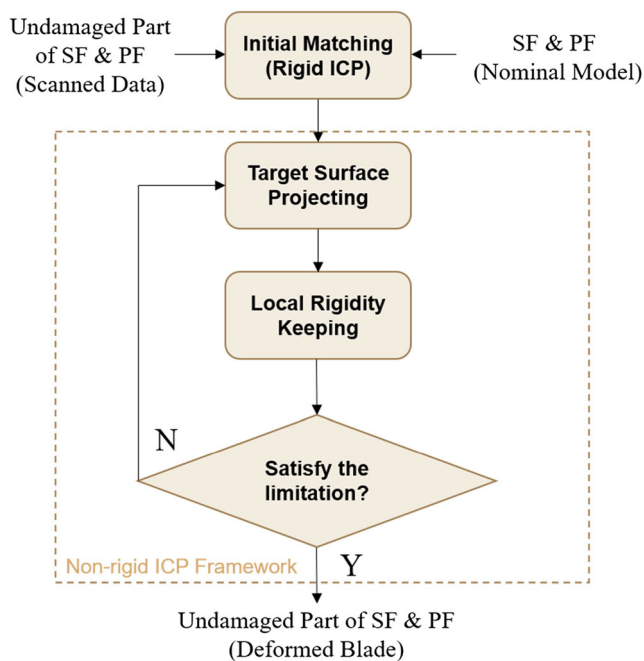 Undamaged Part
of SF & PF
(Scanned Data)
Initial Matching
(Rigid ICP)
SF & PF
(Nominal Model)
Target Surface
Projecting
Local Rigidity
Keeping
N
Satisfy the
limitation?
Non-rigid ICP Framework
Y
Undamaged Part of SF & PF
(Deformed Blade)